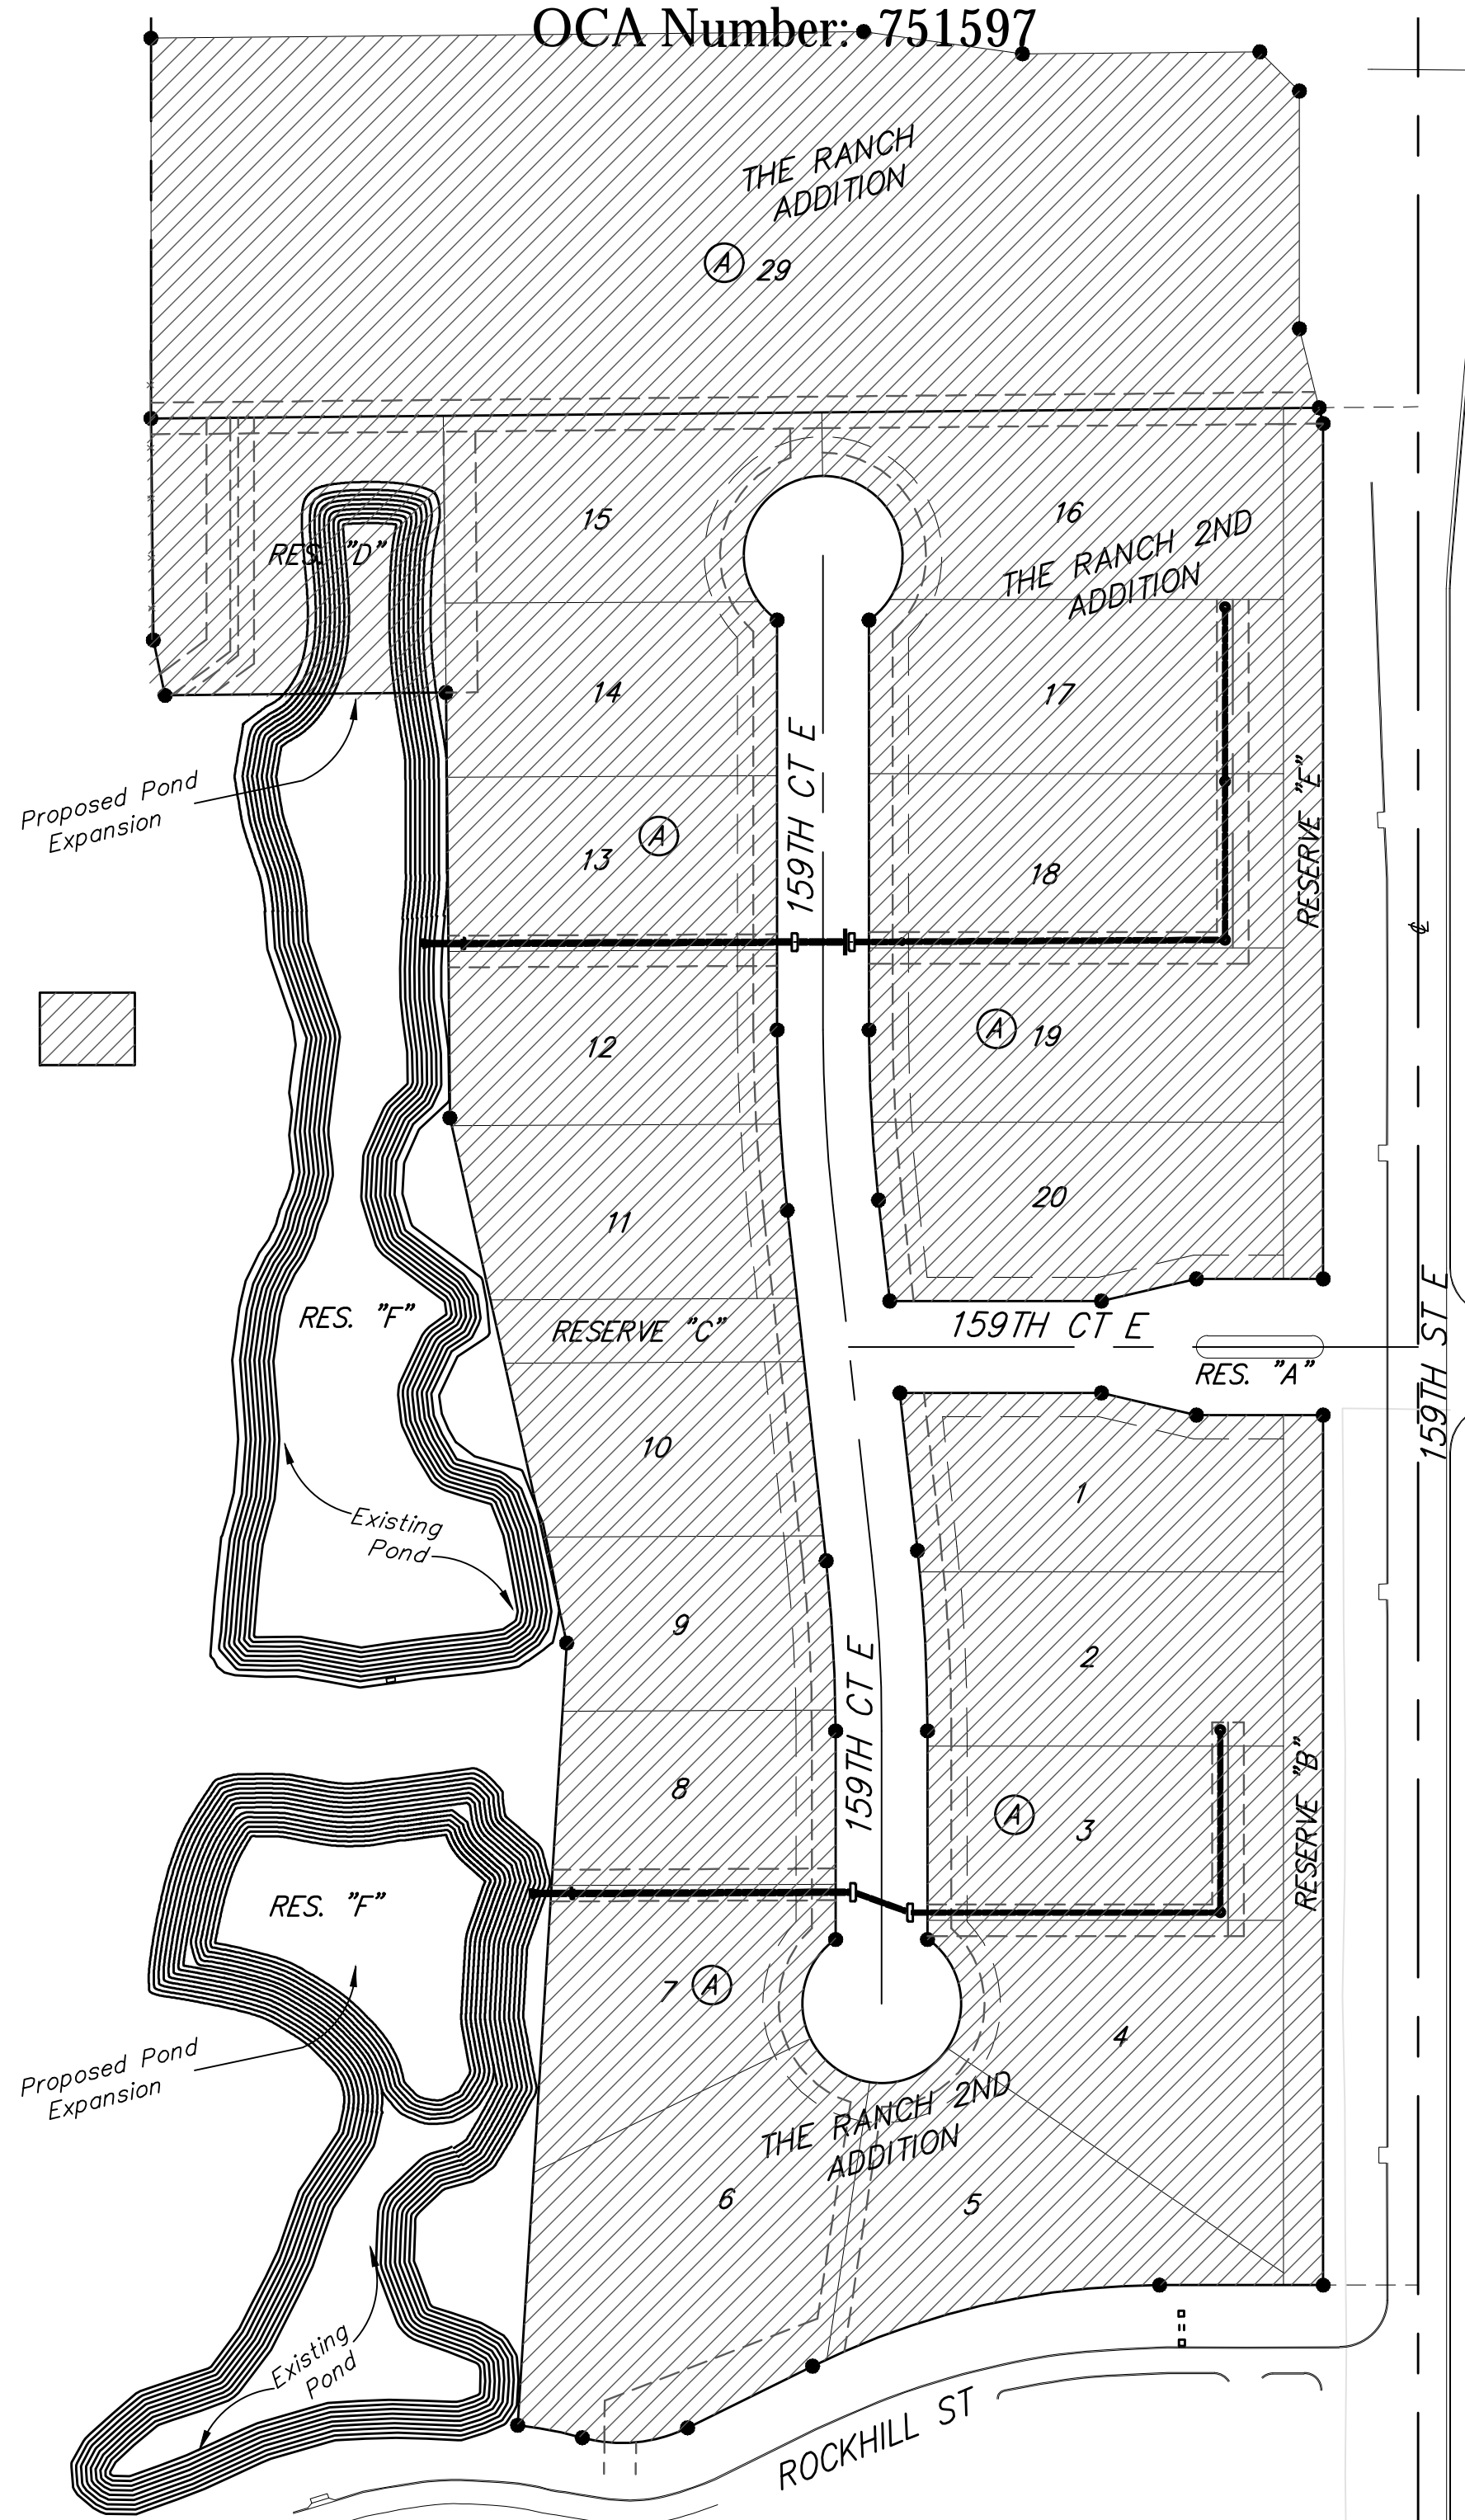 OCA Number: 751597
THE RANCH
ADDITION
A 29
15
16
RES. "D"
THE RANCH 2ND
ADDITION
14
17
159TH CT E
RESERVE "E"
Proposed Pond
Expansion
13
A
18
℄
12
A 19
11
20
RES. "F"
RESERVE "C"
159TH CT E
RES. "A"
159TH ST E
10
1
Existing
Pond
9
2
159TH CT E
8
A
3
RESERVE "B"
RES. "F"
7 A
4
Proposed Pond
Expansion
THE RANCH 2ND
ADDITION
6
5
Existing
Pond
ROCKHILL ST